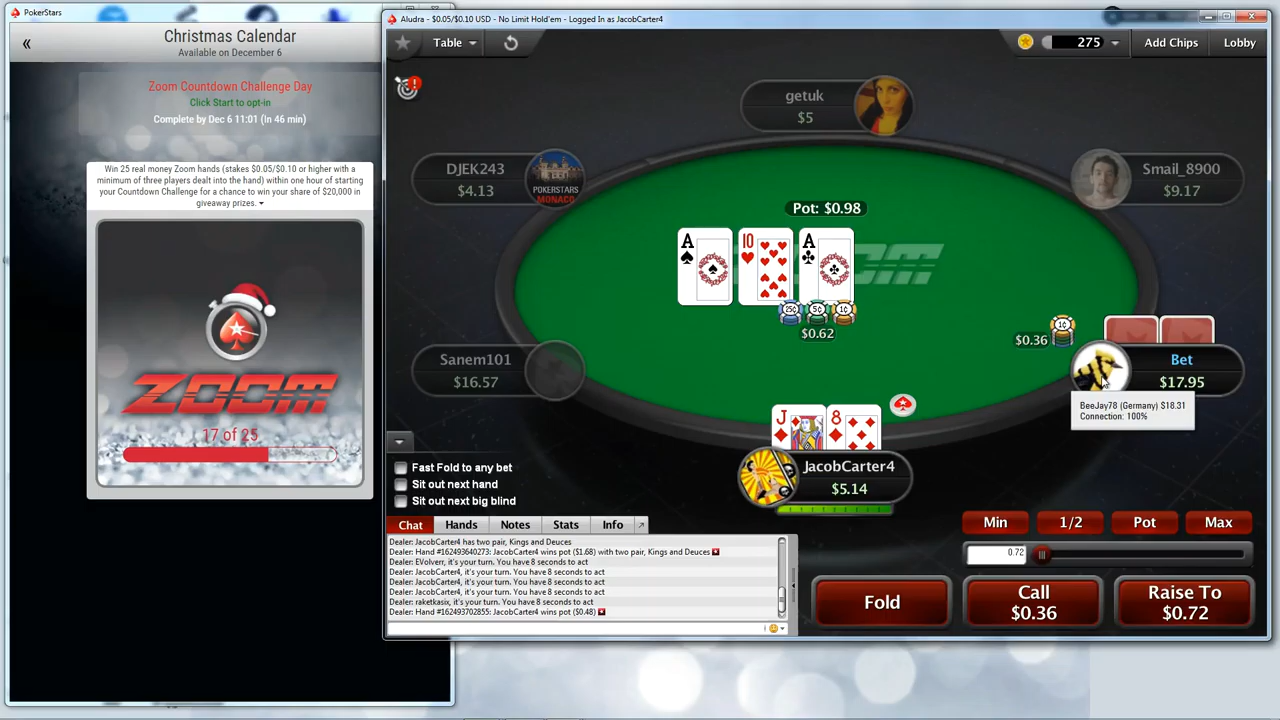 PokerStars
«
Christmas Calendar
Available on December 6
Zoom Countdown Challenge Day
Click Start to opt-in
Complete by Dec 6 11:01 (In 46 min)
Win 25 real money Zoom hands (stakes $0.05/$0.10 or higher with a
minimum of three players dealt into the hand) within one hour of starting
your Countdown Challenge for a chance to win your share of $20,000 in
giveaway prizes.
ZOOM
17 of 25
Aludra - $0.05/$0.10 USD - No Limit Hold'em - Logged In as JacobCarter4
Table
275
Add Chips
Lobby
getuk
$5
DJEK243
$4.13
POKERSTARS
MONACO
Smail_8900
$9.17
Pot: $0.98
A
10
A
ZOOM
25¢
5¢
1¢
$0.62
1¢
$0.36
Sanem101
$16.57
Bet
$17.95
BeeJay78 (Germany) $18.31
Connection: 100%
J
8
JacobCarter4
$5.14
Fast Fold to any bet
Sit out next hand
Sit out next big blind
Chat
Hands
Notes
Stats
Info
Dealer: JacobCarter4 has two pair, Kings and Deuces
Dealer: Hand #162493640273: JacobCarter4 wins pot ($1.68) with two pair, Kings and Deuces
Dealer: EVolverr, it's your turn. You have 8 seconds to act
Dealer: JacobCarter4, it's your turn. You have 8 seconds to act
Dealer: JacobCarter4, it's your turn. You have 8 seconds to act
Dealer: JacobCarter4, it's your turn. You have 8 seconds to act
Dealer: raketkasix, it's your turn. You have 8 seconds to act
Dealer: Hand #162493702855: JacobCarter4 wins pot ($0.48)
Min
1/2
Pot
Max
0.72
Fold
Call
$0.36
Raise To
$0.72